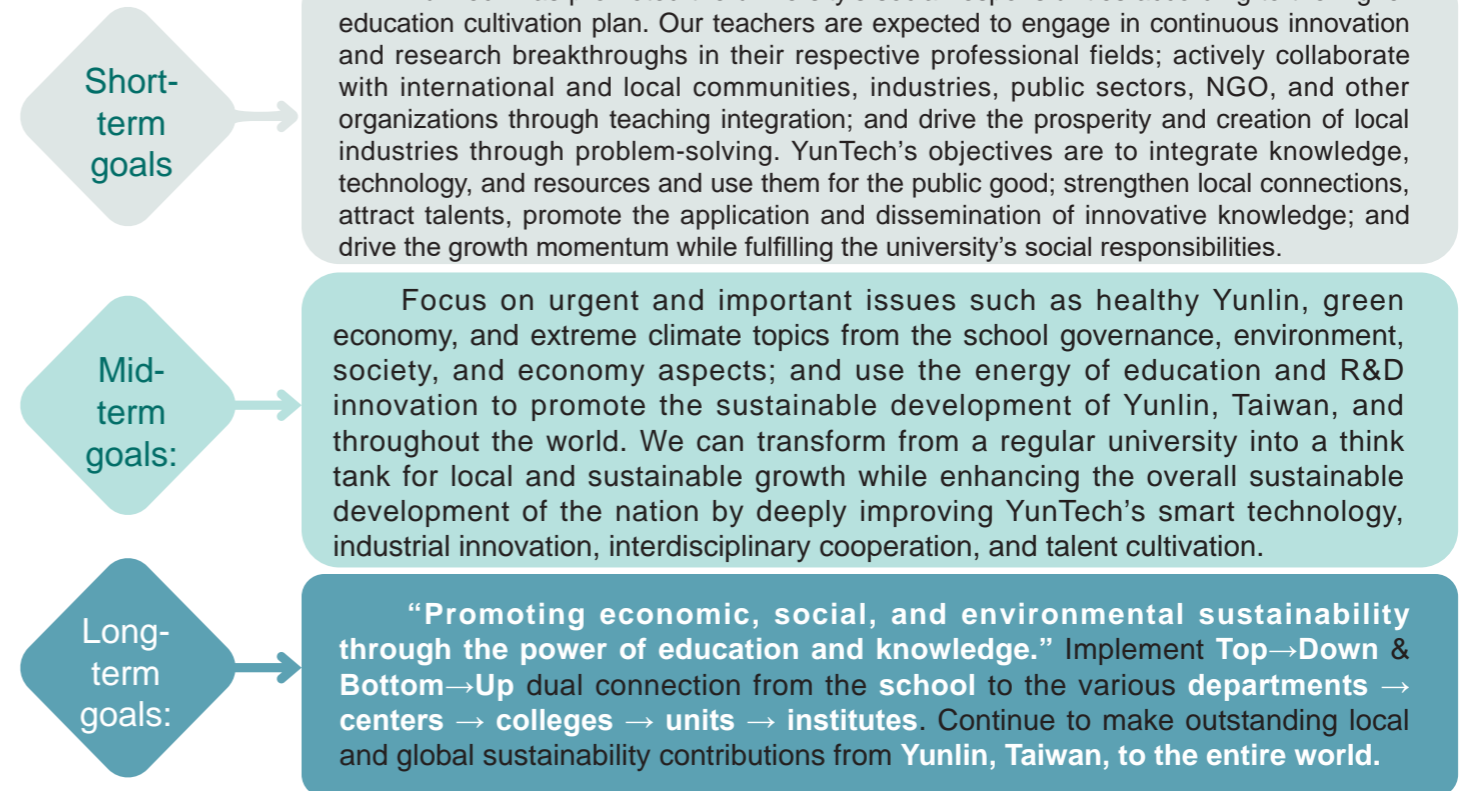 Short-
term
goals
education cultivation plan. Our teachers are expected to engage in continuous innovation
and research breakthroughs in their respective professional fields; actively collaborate
with international and local communities, industries, public sectors, NGO, and other
organizations through teaching integration; and drive the prosperity and creation of local
industries through problem-solving. YunTech’s objectives are to integrate knowledge,
technology, and resources and use them for the public good; strengthen local connections,
attract talents, promote the application and dissemination of innovative knowledge; and
drive the growth momentum while fulfilling the university’s social responsibilities.
Mid-
term
goals:
Focus on urgent and important issues such as healthy Yunlin, green
economy, and extreme climate topics from the school governance, environment,
society, and economy aspects; and use the energy of education and R&D
innovation to promote the sustainable development of Yunlin, Taiwan, and
throughout the world. We can transform from a regular university into a think
tank for local and sustainable growth while enhancing the overall sustainable
development of the nation by deeply improving YunTech’s smart technology,
industrial innovation, interdisciplinary cooperation, and talent cultivation.
Long-
term
goals:
“Promoting economic, social, and environmental sustainability
through the power of education and knowledge.” Implement Top→Down &
Bottom→Up dual connection from the school to the various departments →
centers → colleges → units → institutes. Continue to make outstanding local
and global sustainability contributions from Yunlin, Taiwan, to the entire world.